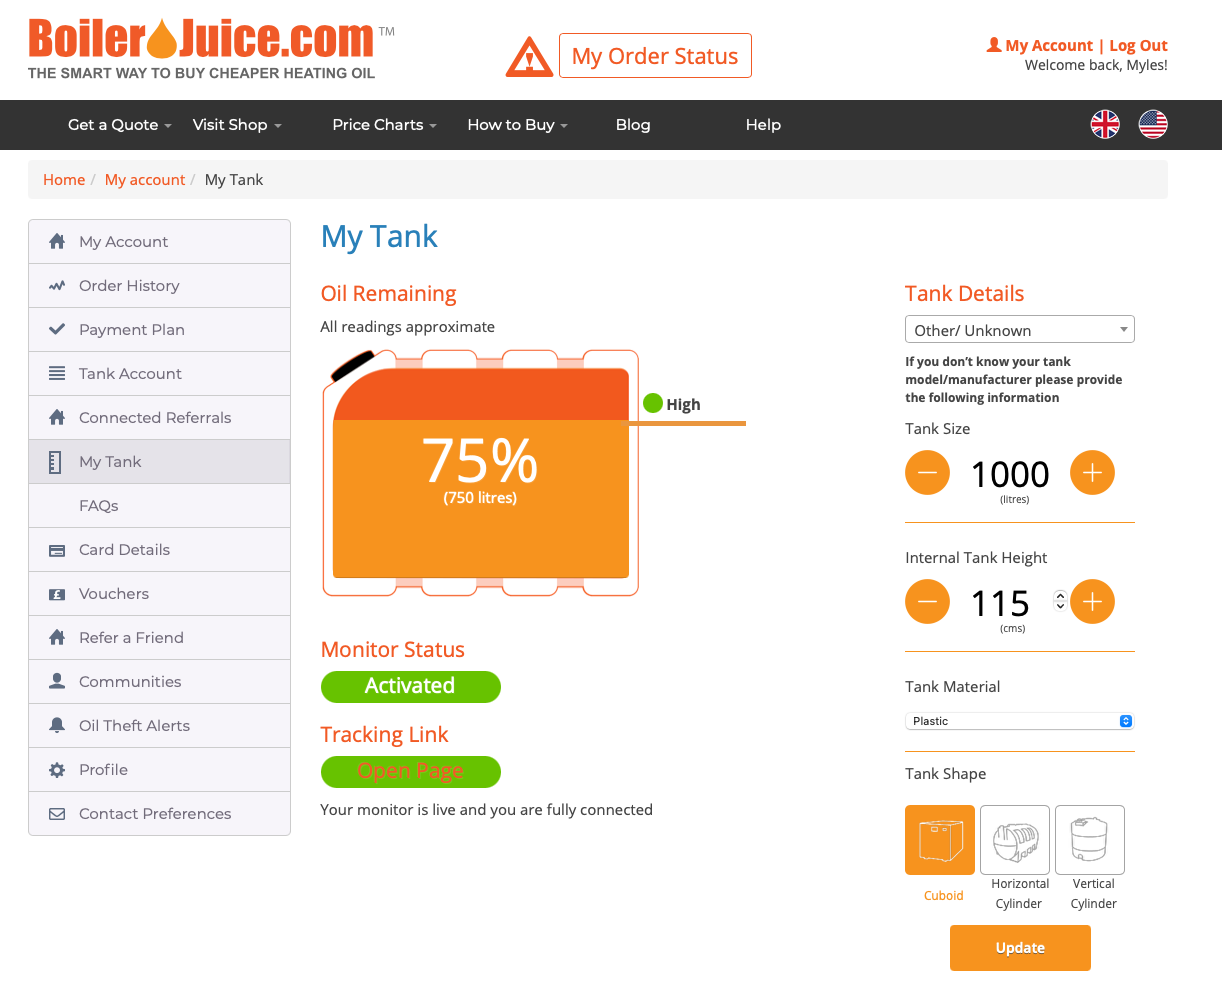 BoilerJuice.com TM
THE SMART WAY TO BUY CHEAPER HEATING OIL
My Order Status
My Account | Log Out
Welcome back, Myles!
Get a Quote
Visit Shop
Price Charts
How to Buy
Blog
Help
Home / My account / My Tank
My Account
Order History
Payment Plan
Tank Account
Connected Referrals
My Tank
FAQs
Card Details
Vouchers
Refer a Friend
Communities
Oil Theft Alerts
Profile
Contact Preferences
My Tank
Oil Remaining
All readings approximate
High
75%
(750 litres)
Monitor Status
Activated
Tracking Link
Open Page
Your monitor is live and you are fully connected
Tank Details
Other/ Unknown
If you don’t know your tank
model/manufacturer please provide
the following information
Tank Size
1000
(litres)
Internal Tank Height
115
(cms)
Tank Material
Plastic
Tank Shape
Cuboid
Horizontal
Cylinder
Vertical
Cylinder
Update